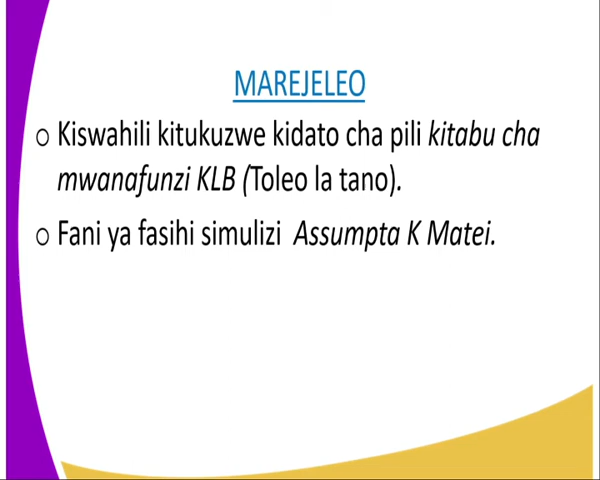 MAREJELEO
o Kiswahili kitukuzwe kidato cha pili kitabu cha
mwanafunzi KLB (Toleo la tano).
o Fani ya fasihi simulizi Assumpta K Matei.